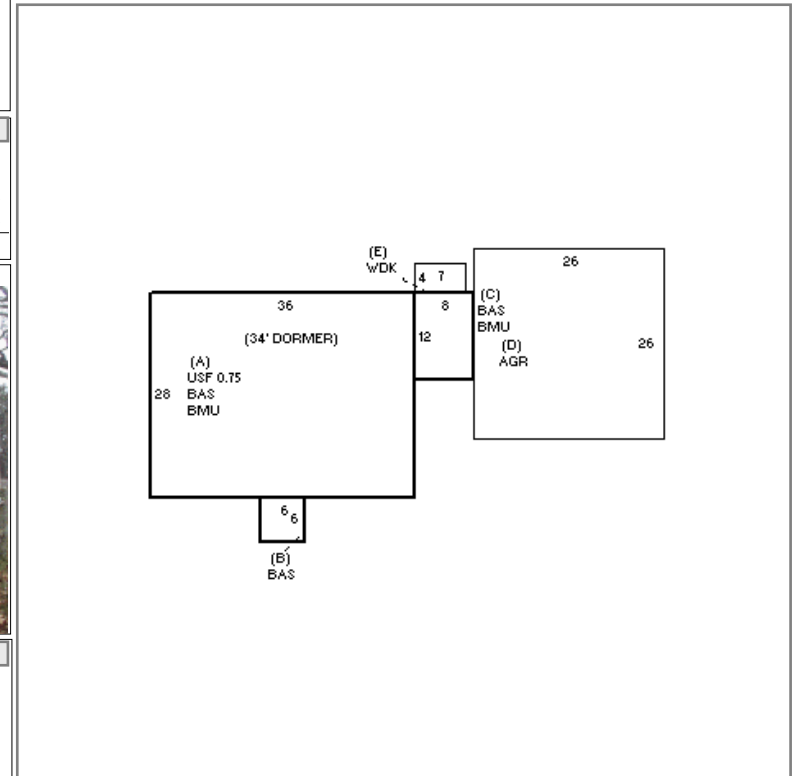 (E)
WDK
4 7
26
36
8
(C)
BAS
BMU
(34' DORMER)
12
(D)
AGR
26
(A)
USF 0.75
28 BAS
BMU
6
6
(B)
BAS